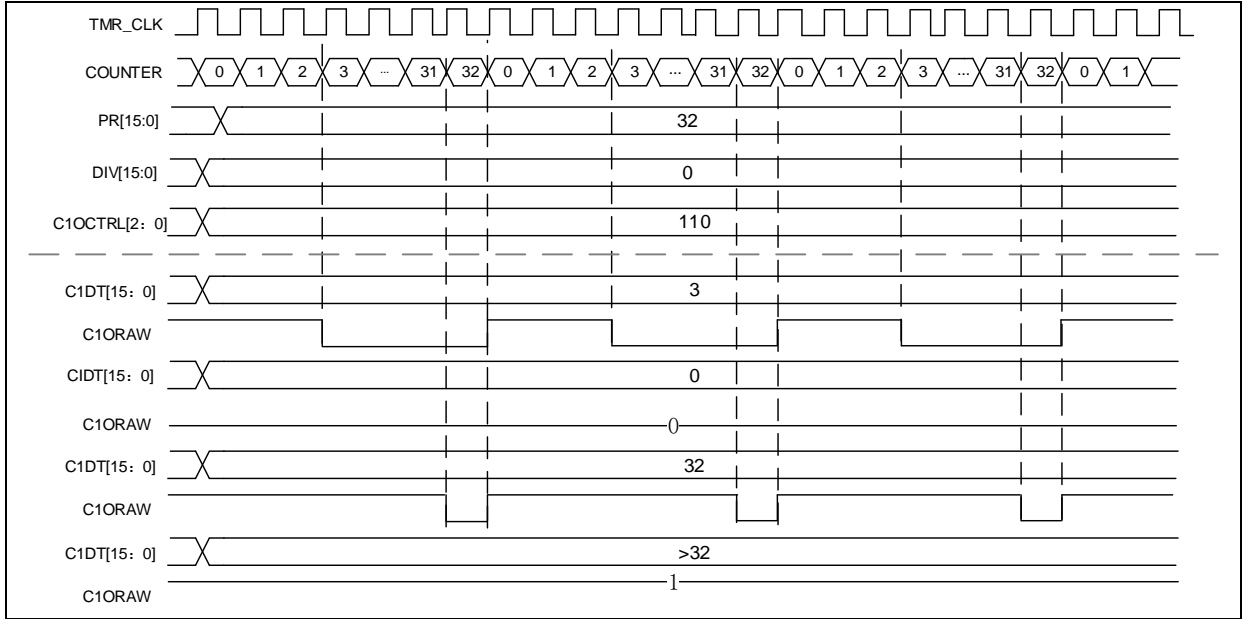 TMR_CLK
COUNTER 0 1 2 3 ... 31 32 0 1 2 3 ... 31 32 0 1 2 3 ... 31 32 0 1
PR[15:0] 32
DIV[15:0] 0
C1OCTRL[2：0] 110
C1DT[15：0] 3
C1ORAW
CIDT[15：0] 0
C1ORAW 0
C1DT[15：0] 32
C1ORAW
C1DT[15：0] >32
C1ORAW 1